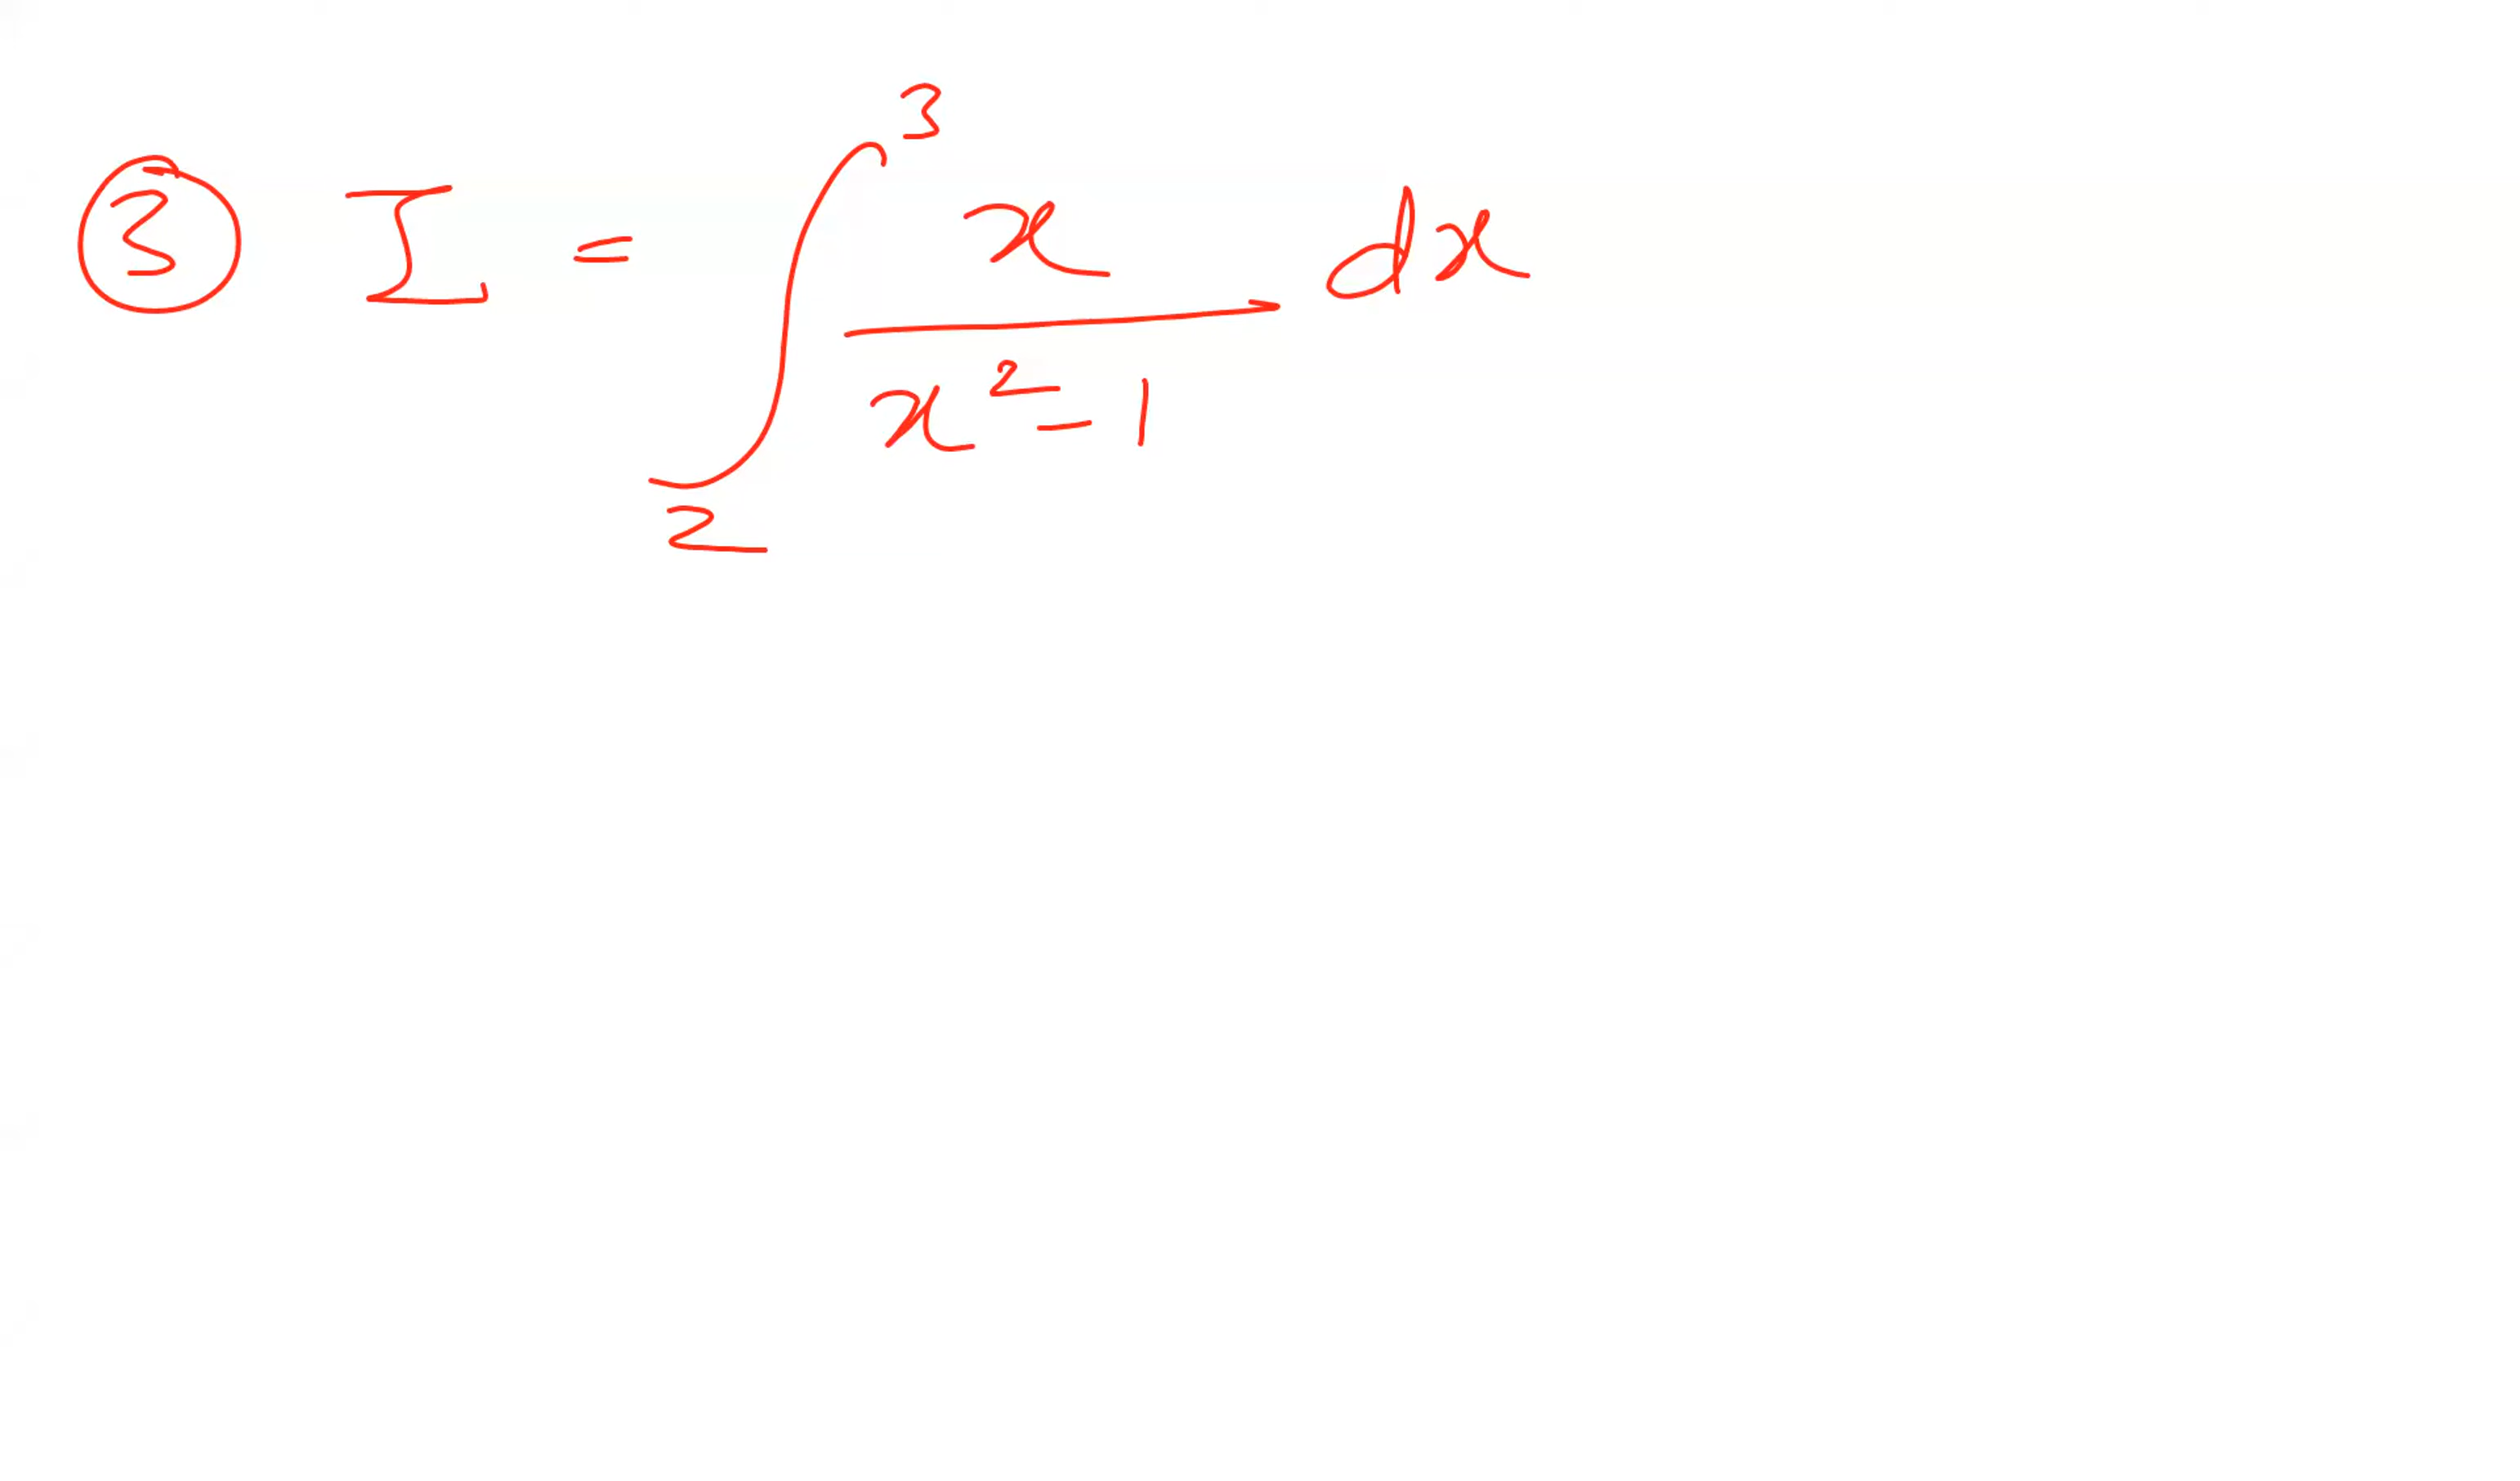 ③ I = ∫₂³ x/(x² - 1) dx